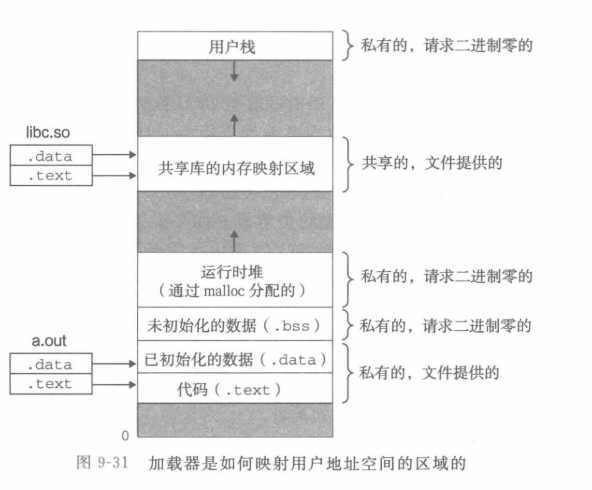 用户栈
私有的，请求二进制零的
libc.so
.data
.text
共享库的内存映射区域
共享的，文件提供的
运行时堆
（通过 malloc 分配的）
私有的，请求二进制零的
未初始化的数据（.bss）
私有的，请求二进制零的
a.out
.data
.text
已初始化的数据（.data）
代码（.text）
私有的，文件提供的
0
图 9-31 加载器是如何映射用户地址空间的区域的